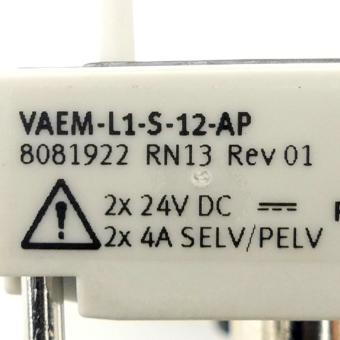 VAEM-L1-S-12-AP
8081922 RN13 Rev 01
2x 24V DC
2x 4A SELV/PELV